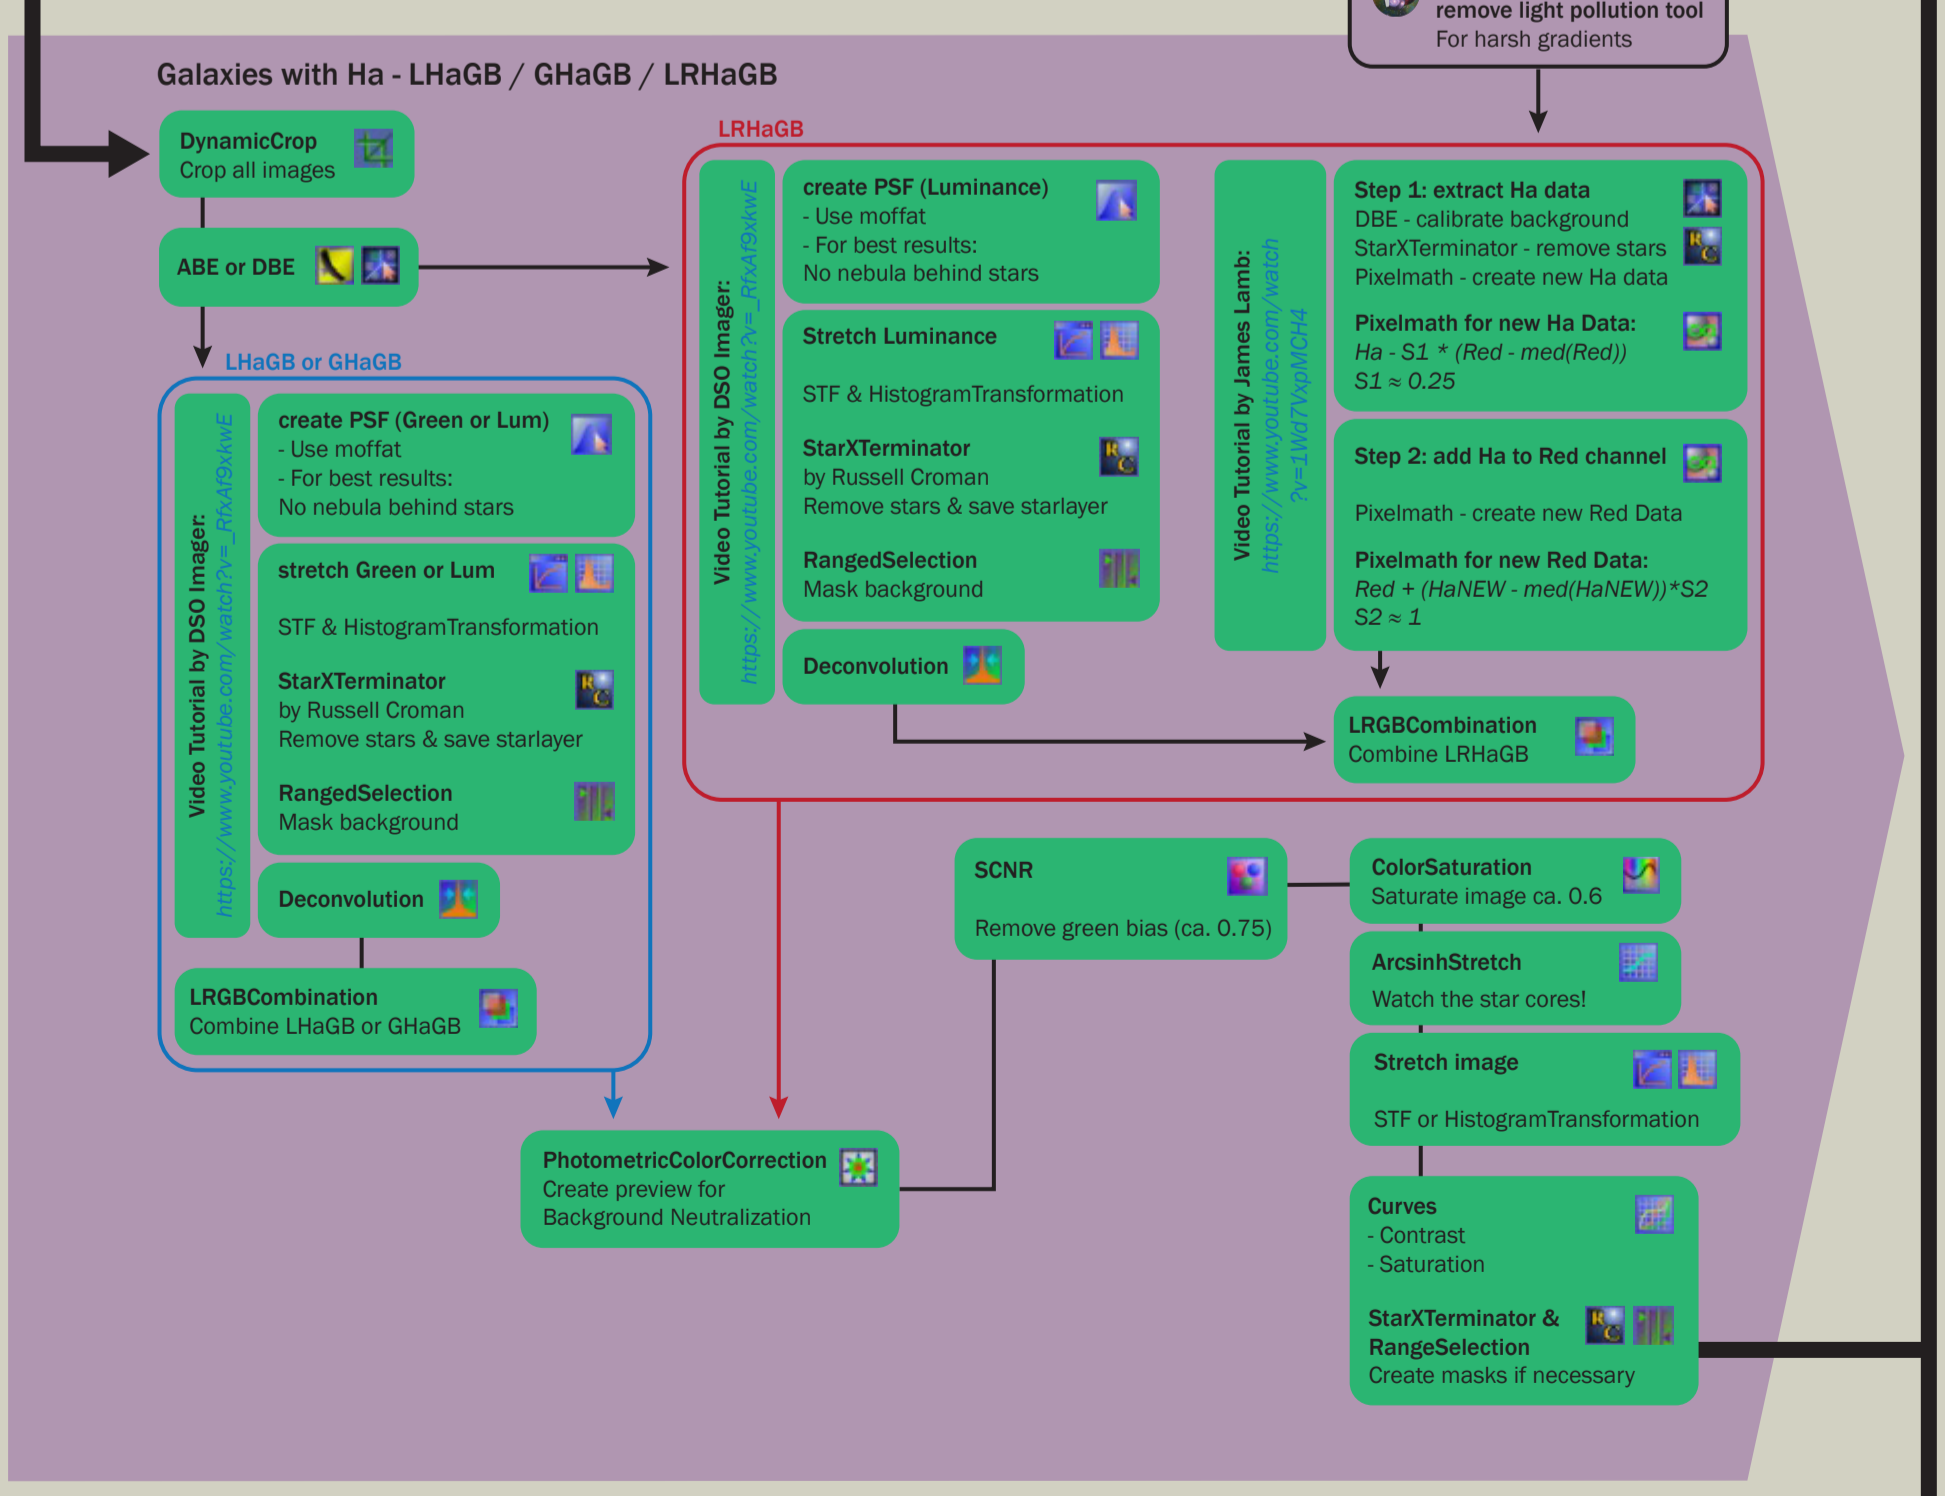 remove light pollution tool
For harsh gradients
Galaxies with Ha - LHaGB / GHaGB / LRHaGB
DynamicCrop
Crop all images
ABE or DBE
LHaGB or GHaGB
Video Tutorial by DSO Imager:
https://www.youtube.com/watch?v=_RfxAf9xkwE
create PSF (Green or Lum)
- Use moffat
- For best results:
No nebula behind stars
stretch Green or Lum
STF & HistogramTransformation
StarXTerminator
by Russell Croman
Remove stars & save starlayer
RangedSelection
Mask background
Deconvolution
LRGBCombination
Combine LHaGB or GHaGB
LRHaGB
Video Tutorial by DSO Imager:
https://www.youtube.com/watch?v=_RfxAf9xkwE
create PSF (Luminance)
- Use moffat
- For best results:
No nebula behind stars
Stretch Luminance
STF & HistogramTransformation
StarXTerminator
by Russell Croman
Remove stars & save starlayer
RangedSelection
Mask background
Deconvolution
Video Tutorial by James Lamb:
https://www.youtube.com/watch
?v=1Wd7VxpMCH4
Step 1: extract Ha data
DBE - calibrate background
StarXTerminator - remove stars
Pixelmath - create new Ha data
Pixelmath for new Ha Data:
Ha - S1 * (Red - med(Red))
S1 ≈ 0.25
Step 2: add Ha to Red channel
Pixelmath - create new Red Data
Pixelmath for new Red Data:
Red + (HaNEW - med(HaNEW))*S2
S2 ≈ 1
LRGBCombination
Combine LRHaGB
PhotometricColorCorrection
Create preview for
Background Neutralization
SCNR
Remove green bias (ca. 0.75)
ColorSaturation
Saturate image ca. 0.6
ArcsinhStretch
Watch the star cores!
Stretch image
STF or HistogramTransformation
Curves
- Contrast
- Saturation
StarXTerminator &
RangeSelection
Create masks if necessary